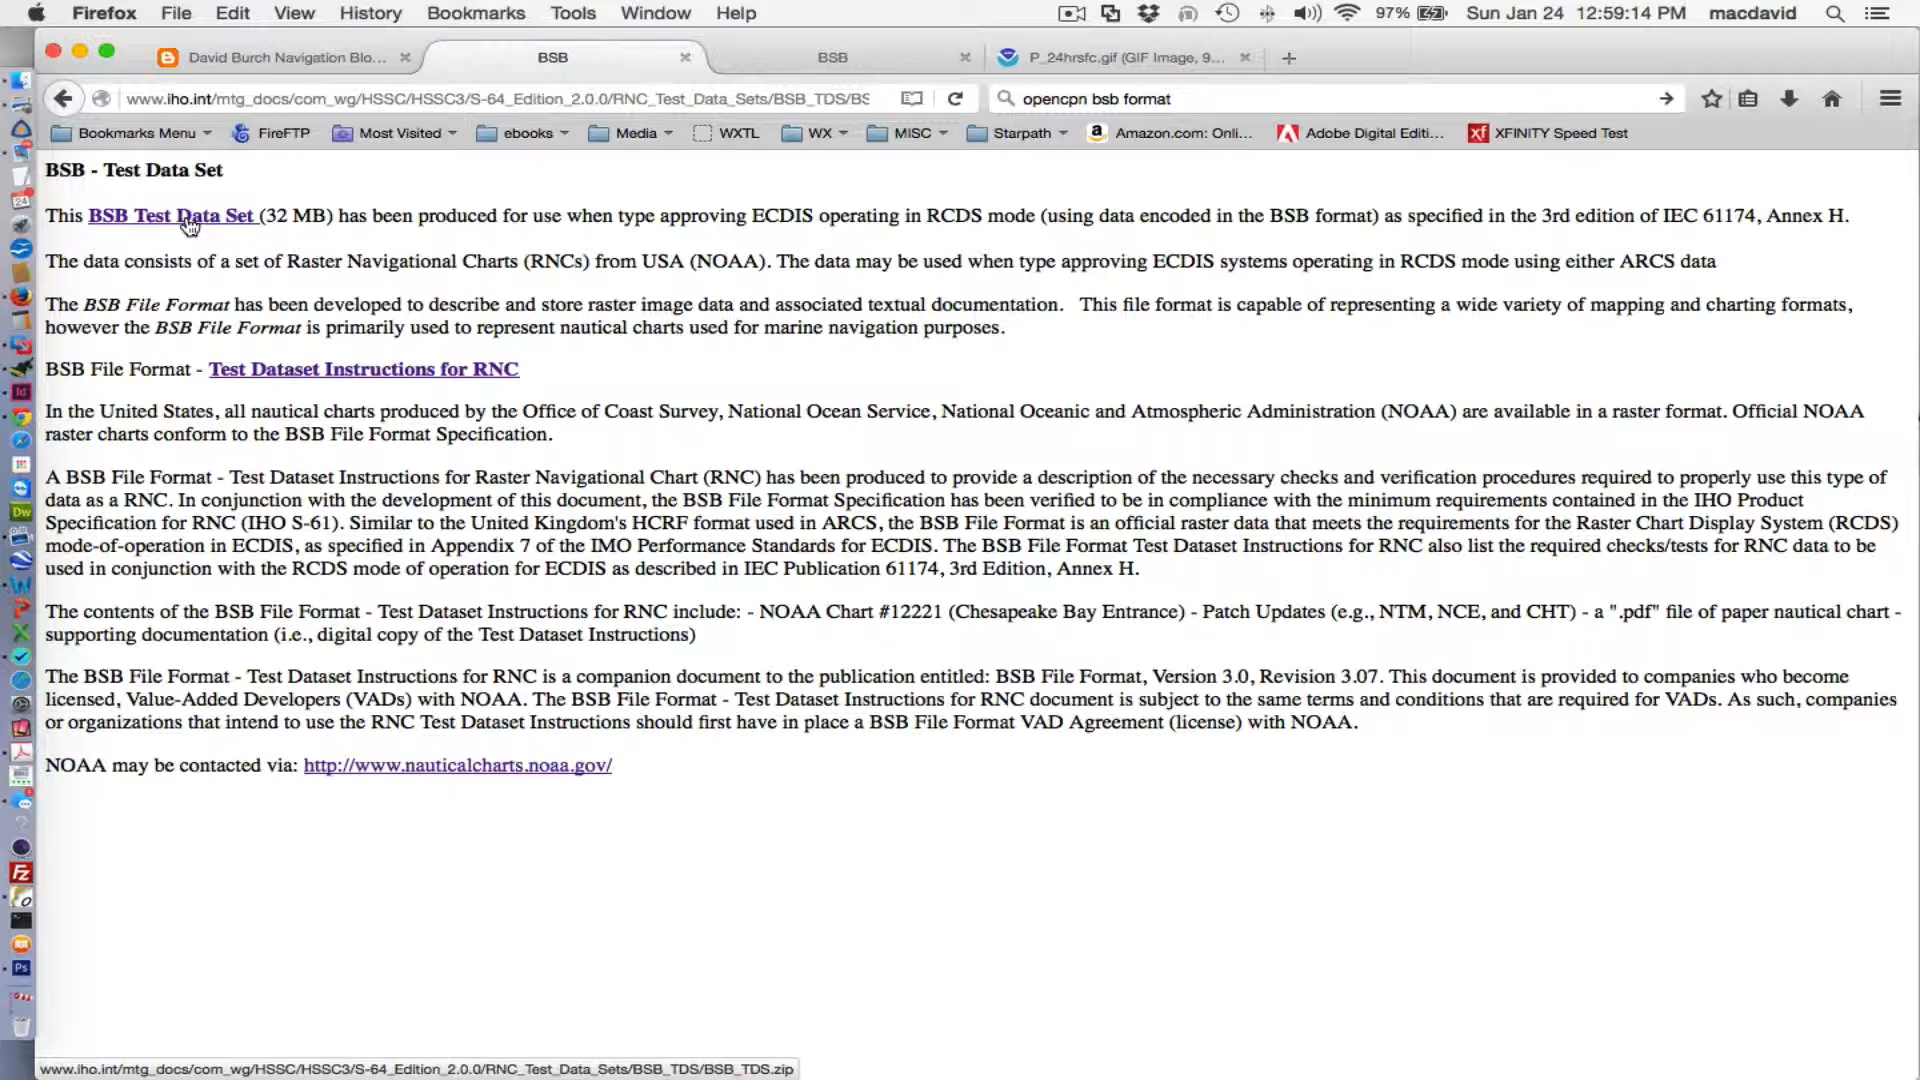 Firefox File Edit View History Bookmarks Tools Window Help 97% Sun Jan 24 12:59:14 PM macdavid
David Burch Navigation Blo... BSB BSB P_24hrsfc.gif (GIF Image, 9...
www.iho.int/mtg_docs/com_wg/HSSC/HSSC3/S-64_Edition_2.0.0/RNC_Test_Data_Sets/BSB_TDS/BS opencpn bsb format
Bookmarks Menu FireFTP Most Visited ebooks Media WXTL WX MISC Starpath Amazon.com: Onli... Adobe Digital Editi... XFINITY Speed Test
BSB - Test Data Set
This BSB Test Data Set (32 MB) has been produced for use when type approving ECDIS operating in RCDS mode (using data encoded in the BSB format) as specified in the 3rd edition of IEC 61174, Annex H.
The data consists of a set of Raster Navigational Charts (RNCs) from USA (NOAA). The data may be used when type approving ECDIS systems operating in RCDS mode using either ARCS data
The BSB File Format has been developed to describe and store raster image data and associated textual documentation. This file format is capable of representing a wide variety of mapping and charting formats,
however the BSB File Format is primarily used to represent nautical charts used for marine navigation purposes.
BSB File Format - Test Dataset Instructions for RNC
In the United States, all nautical charts produced by the Office of Coast Survey, National Ocean Service, National Oceanic and Atmospheric Administration (NOAA) are available in a raster format. Official NOAA
raster charts conform to the BSB File Format Specification.
A BSB File Format - Test Dataset Instructions for Raster Navigational Chart (RNC) has been produced to provide a description of the necessary checks and verification procedures required to properly use this type of
data as a RNC. In conjunction with the development of this document, the BSB File Format Specification has been verified to be in compliance with the minimum requirements contained in the IHO Product
Specification for RNC (IHO S-61). Similar to the United Kingdom's HCRF format used in ARCS, the BSB File Format is an official raster data that meets the requirements for the Raster Chart Display System (RCDS)
mode-of-operation in ECDIS, as specified in Appendix 7 of the IMO Performance Standards for ECDIS. The BSB File Format Test Dataset Instructions for RNC also list the required checks/tests for RNC data to be
used in conjunction with the RCDS mode of operation for ECDIS as described in IEC Publication 61174, 3rd Edition, Annex H.
The contents of the BSB File Format - Test Dataset Instructions for RNC include: - NOAA Chart #12221 (Chesapeake Bay Entrance) - Patch Updates (e.g., NTM, NCE, and CHT) - a ".pdf" file of paper nautical chart -
supporting documentation (i.e., digital copy of the Test Dataset Instructions)
The BSB File Format - Test Dataset Instructions for RNC is a companion document to the publication entitled: BSB File Format, Version 3.0, Revision 3.07. This document is provided to companies who become
licensed, Value-Added Developers (VADs) with NOAA. The BSB File Format - Test Dataset Instructions for RNC document is subject to the same terms and conditions that are required for VADs. As such, companies
or organizations that intend to use the RNC Test Dataset Instructions should first have in place a BSB File Format VAD Agreement (license) with NOAA.
NOAA may be contacted via: http://www.nauticalcharts.noaa.gov/
www.iho.int/mtg_docs/com_wg/HSSC/HSSC3/S-64_Edition_2.0.0/RNC_Test_Data_Sets/BSB_TDS/BSB_TDS.zip